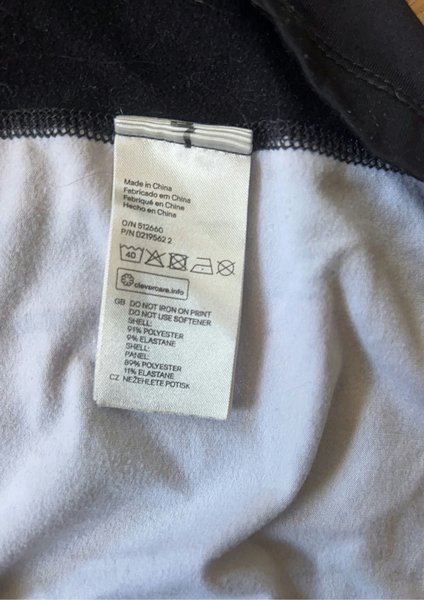 Made in China
Fabricado em China
Fabriqué en Chine
Hecho en China
O/N 512660
P/N 0219562 2
40
clevercare.info
GB DO NOT IRON ON PRINT
DO NOT USE SOFTENER
SHELL:
91% POLYESTER
9% ELASTANE
SHELL:
PANEL:
89% POLYESTER
11% ELASTANE
CZ NEŽEHLETE POTISK